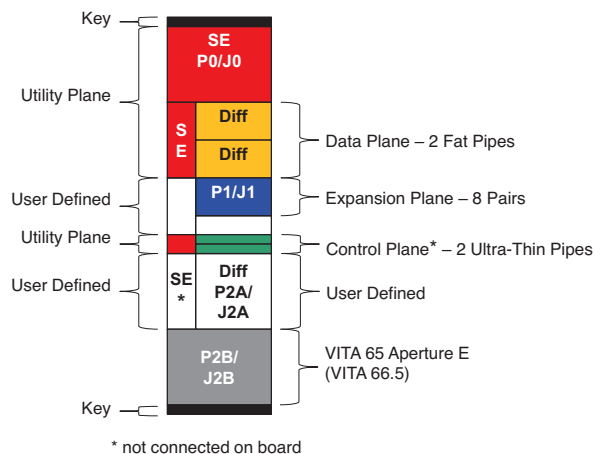 Key
SE
P0/J0
Utility Plane
S
E
Diff
Diff
Data Plane – 2 Fat Pipes
P1/J1
Expansion Plane – 8 Pairs
User Defined
Utility Plane
Control Plane* – 2 Ultra-Thin Pipes
User Defined
SE
*
Diff
P2A/
J2A
User Defined
P2B/
J2B
VITA 65 Aperture E
(VITA 66.5)
Key
* not connected on board